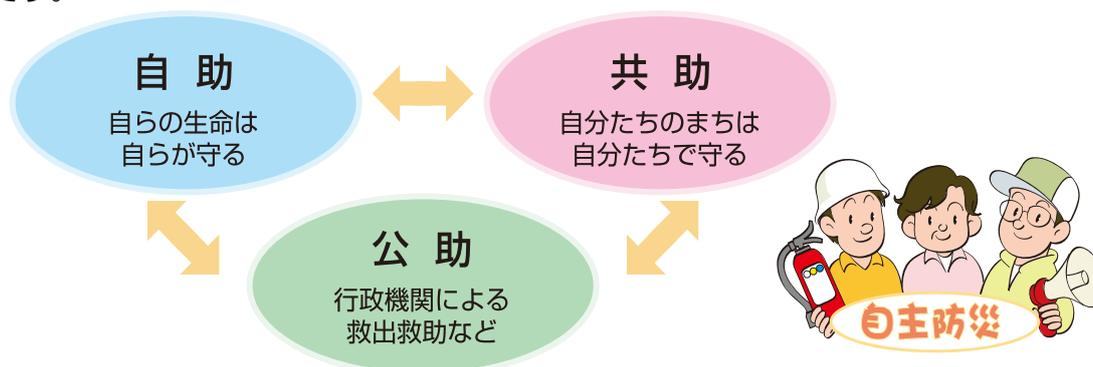 す。
自助
自らの生命は
自らが守る
共助
自分たちのまちは
自分たちで守る
公助
行政機関による
救出救助など
自主防災